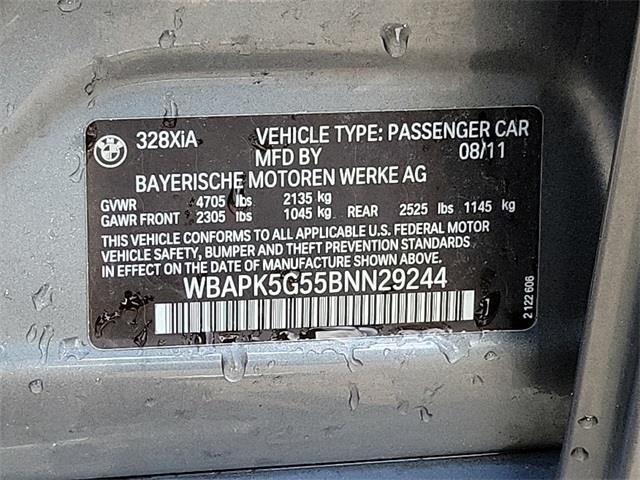 328XiA VEHICLE TYPE: PASSENGER CAR
MFD BY 08/11
BAYERISCHE MOTOREN WERKE AG
GVWR 4705 lbs 2135 kg
GAWR FRONT 2305 lbs 1045 kg REAR 2525 lbs 1145 kg
THIS VEHICLE CONFORMS TO ALL APPLICABLE U.S. FEDERAL MOTOR
VEHICLE SAFETY, BUMPER AND THEFT PREVENTION STANDARDS
IN EFFECT ON THE DATE OF MANUFACTURE SHOWN ABOVE.
WBAPK5G55BNN29244
2 122 606